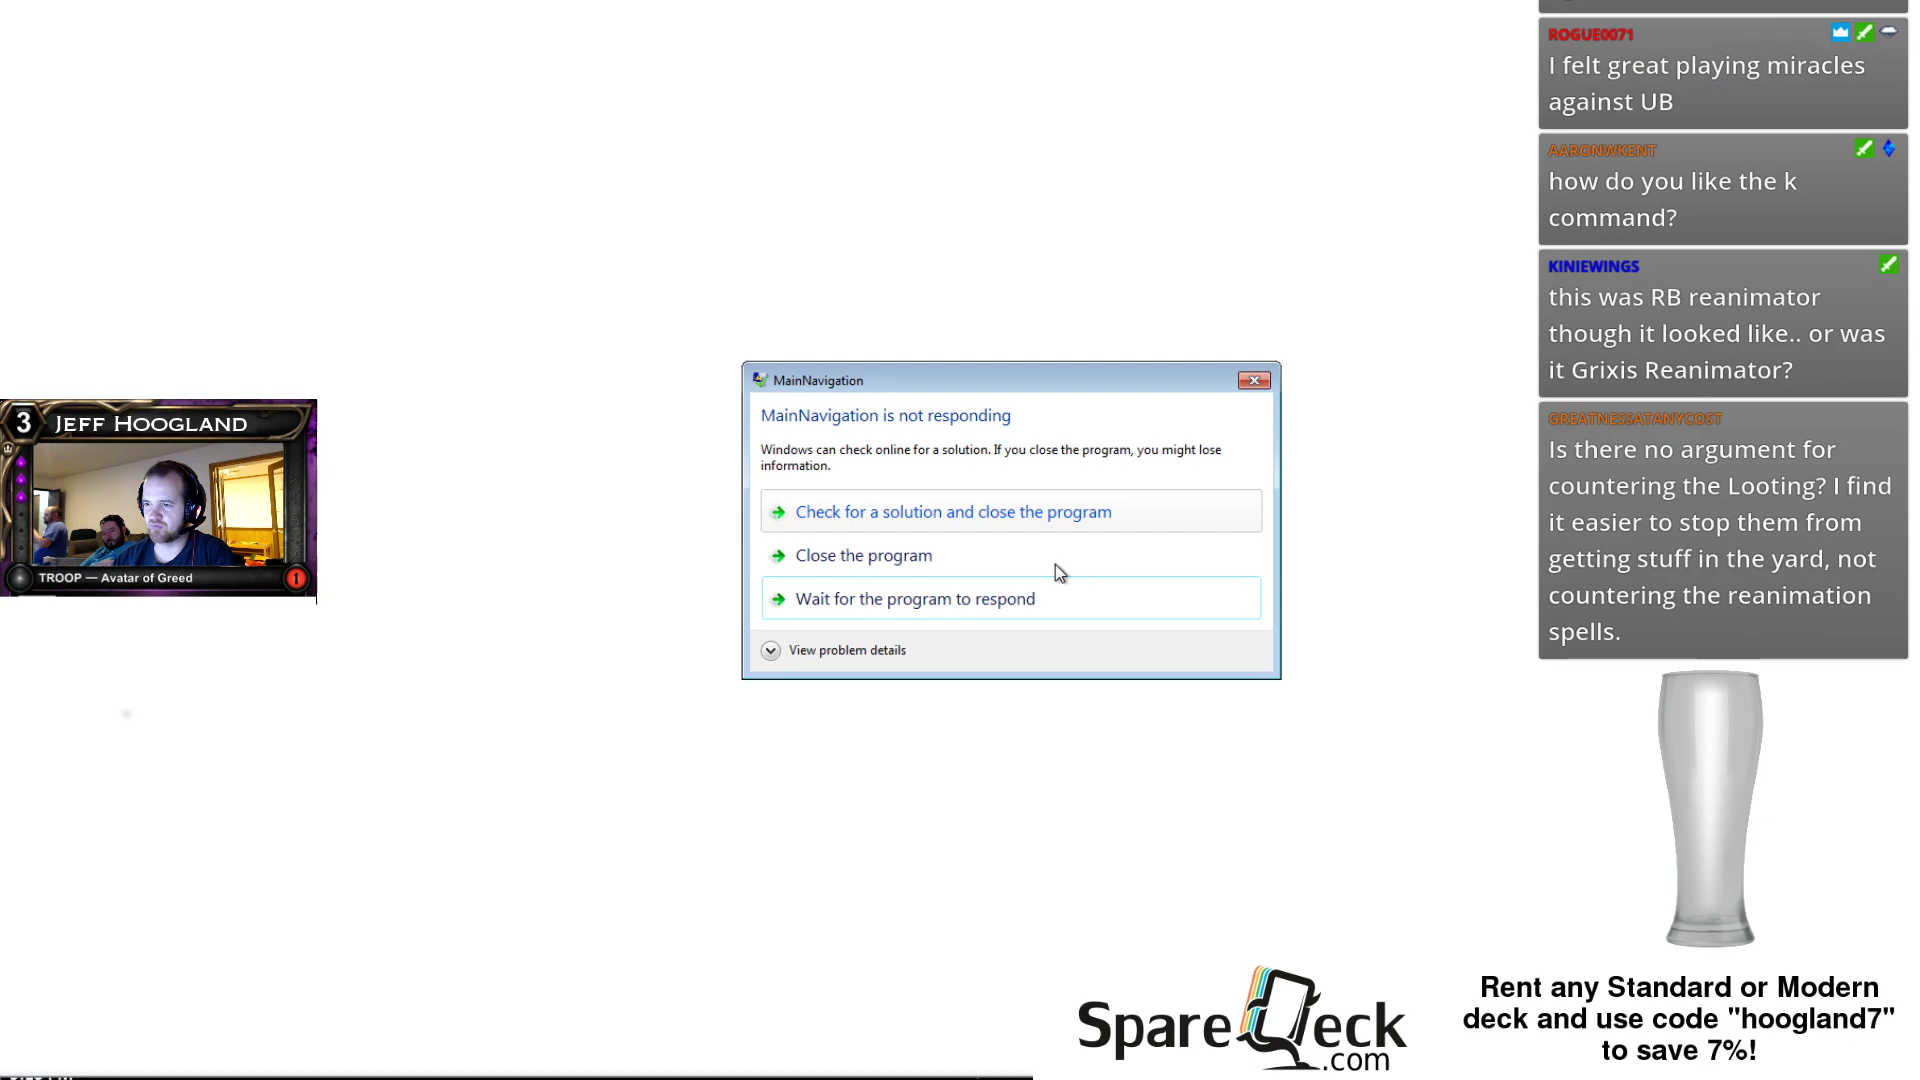 3 JEFF HOOGLAND
TROOP — Avatar of Greed
1
MainNavigation
MainNavigation is not responding
Windows can check online for a solution. If you close the program, you might lose
information.
Check for a solution and close the program
Close the program
Wait for the program to respond
View problem details
ROGUE0071
I felt great playing miracles
against UB
AARONWKENT
how do you like the k
command?
KINIEWINGS
this was RB reanimator
though it looked like.. or was
it Grixis Reanimator?
GREATNESSATANYCOST
Is there no argument for
countering the Looting? I find
it easier to stop them from
getting stuff in the yard, not
countering the reanimation
spells.
SpareDeck
.com
Rent any Standard or Modern
deck and use code "hoogland7"
to save 7%!